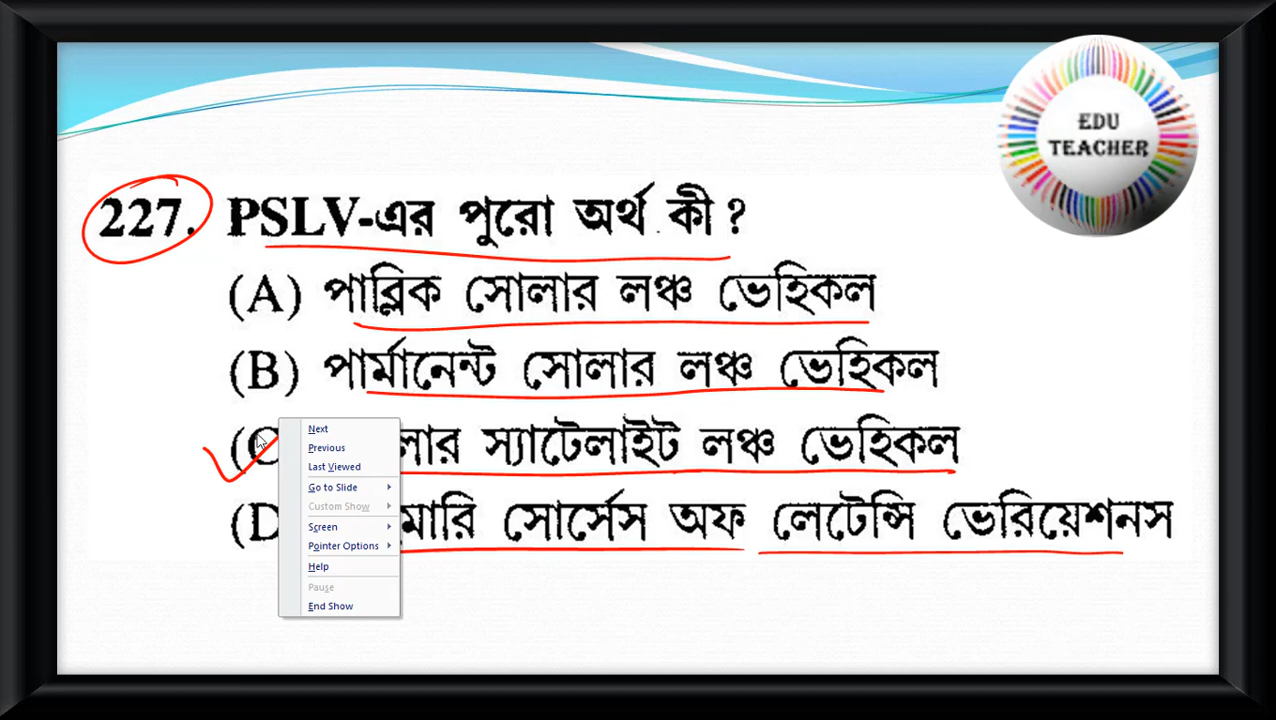 EDU
TEACHER
227. PSLV-এর পুরো অর্থ কী ?
(A) পাব্লিক সোলার লঞ্চ ভেহিকল
(B) পার্মানেন্ট সোলার লঞ্চ ভেহিকল
স্যাটেলাইট লঞ্চ ভেহিকল
সোর্সেস অফ লেটেন্সি ভেরিয়েশনস
Next
Previous
Last Viewed
Go to Slide
Custom Show
Screen
Pointer Options
Help
Pause
End Show